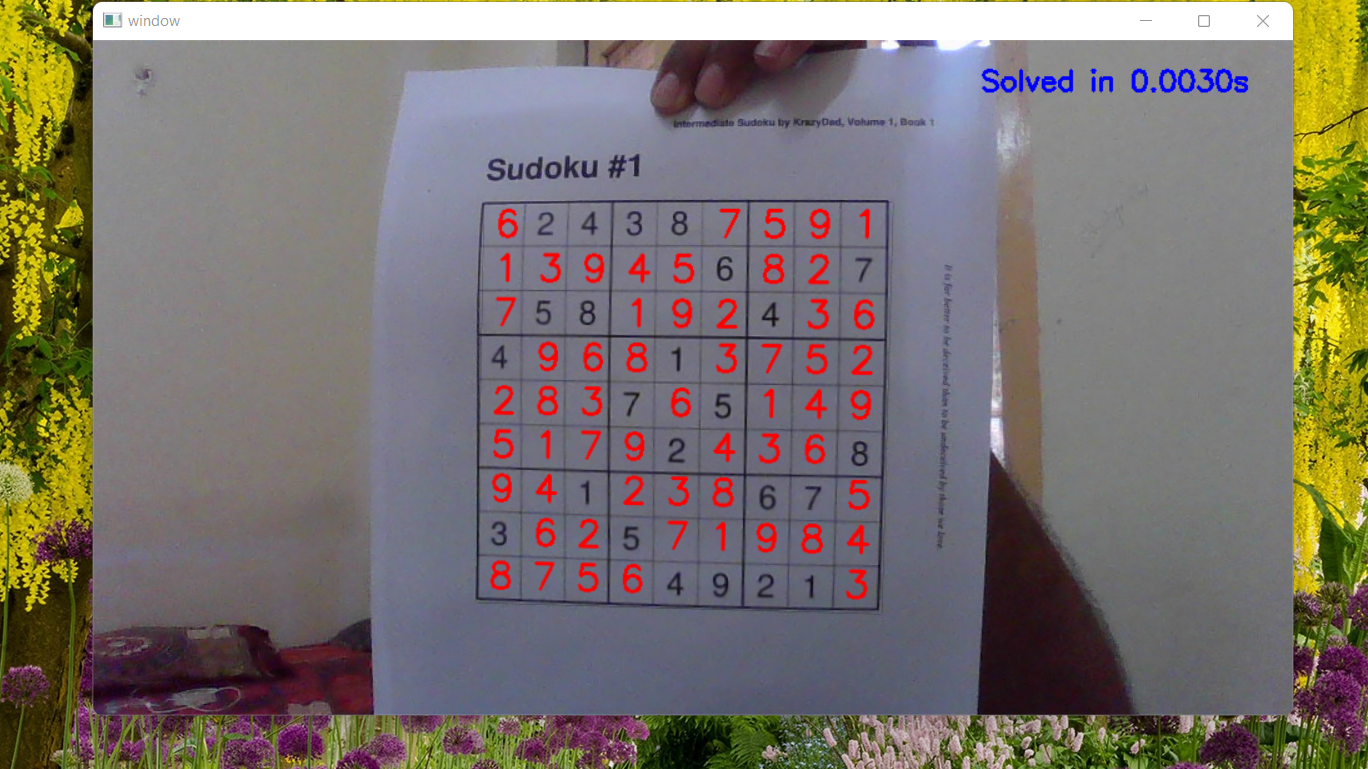 window
Solved in 0.0030s
Intermediate Sudoku by KrazyDad, Volume 1, Book 1
Sudoku #1
6 2 4 3 8 7 5 9 1
1 3 9 4 5 6 8 2 7
7 5 8 1 9 2 4 3 6
4 9 6 8 1 3 7 5 2
2 8 3 7 6 5 1 4 9
5 1 7 9 2 4 3 6 8
9 4 1 2 3 8 6 7 5
3 6 2 5 7 1 9 8 4
8 7 5 6 4 9 2 1 3
It is far better to be deceived than to be undeceived by those we love.